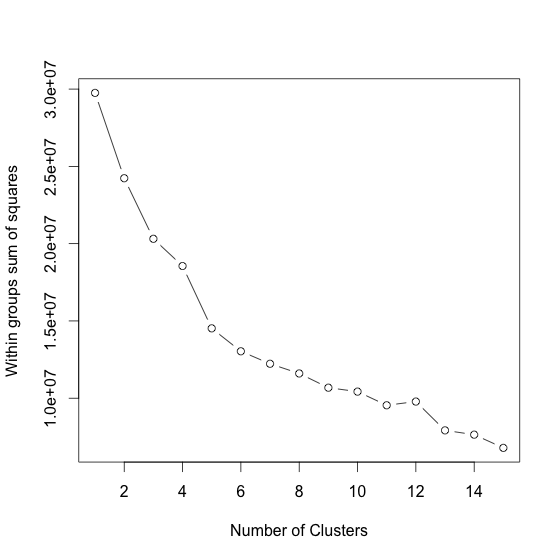 Within groups sum of squares
3.0e+07
2.5e+07
2.0e+07
1.5e+07
1.0e+07
2 4 6 8 10 12 14
Number of Clusters